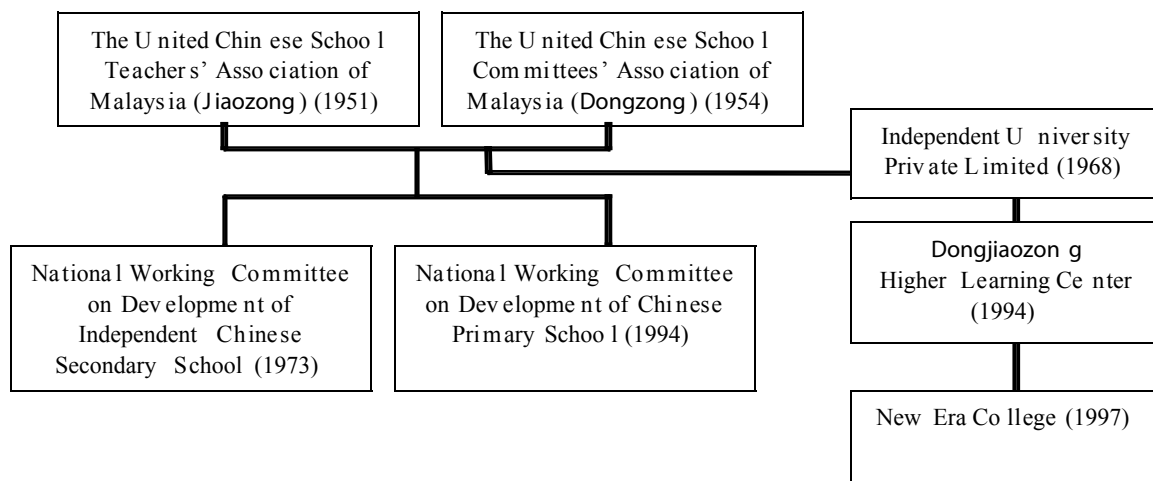 The United Chinese School
Teachers’ Association of
Malaysia (Jiaozong) (1951)
The United Chinese School
Committees’ Association of
Malaysia (Dongzong) (1954)
Independent University
Private Limited (1968)
National Working Committee
on Development of
Independent Chinese
Secondary School (1973)
National Working Committee
on Development of Chinese
Primary School (1994)
Dongjiaozong
Higher Learning Center
(1994)
New Era College (1997)